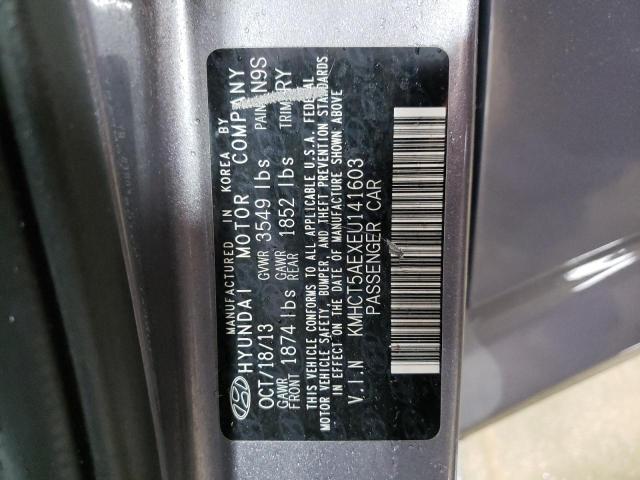 MANUFACTURED IN KOREA BY
HYUNDAI MOTOR COMPANY
OCT/18/13 GVWR 3549 lbs PAINT N9S
GAWR FRONT 1874 lbs GAWR REAR 1852 lbs TRIM RY
THIS VEHICLE CONFORMS TO ALL APPLICABLE U.S.A. FEDERAL
MOTOR VEHICLE SAFETY, BUMPER, AND THEFT PREVENTION STANDARDS
IN EFFECT ON THE DATE OF MANUFACTURE SHOWN ABOVE
V.I.N KMHCT5AEXEU141603
PASSENGER CAR